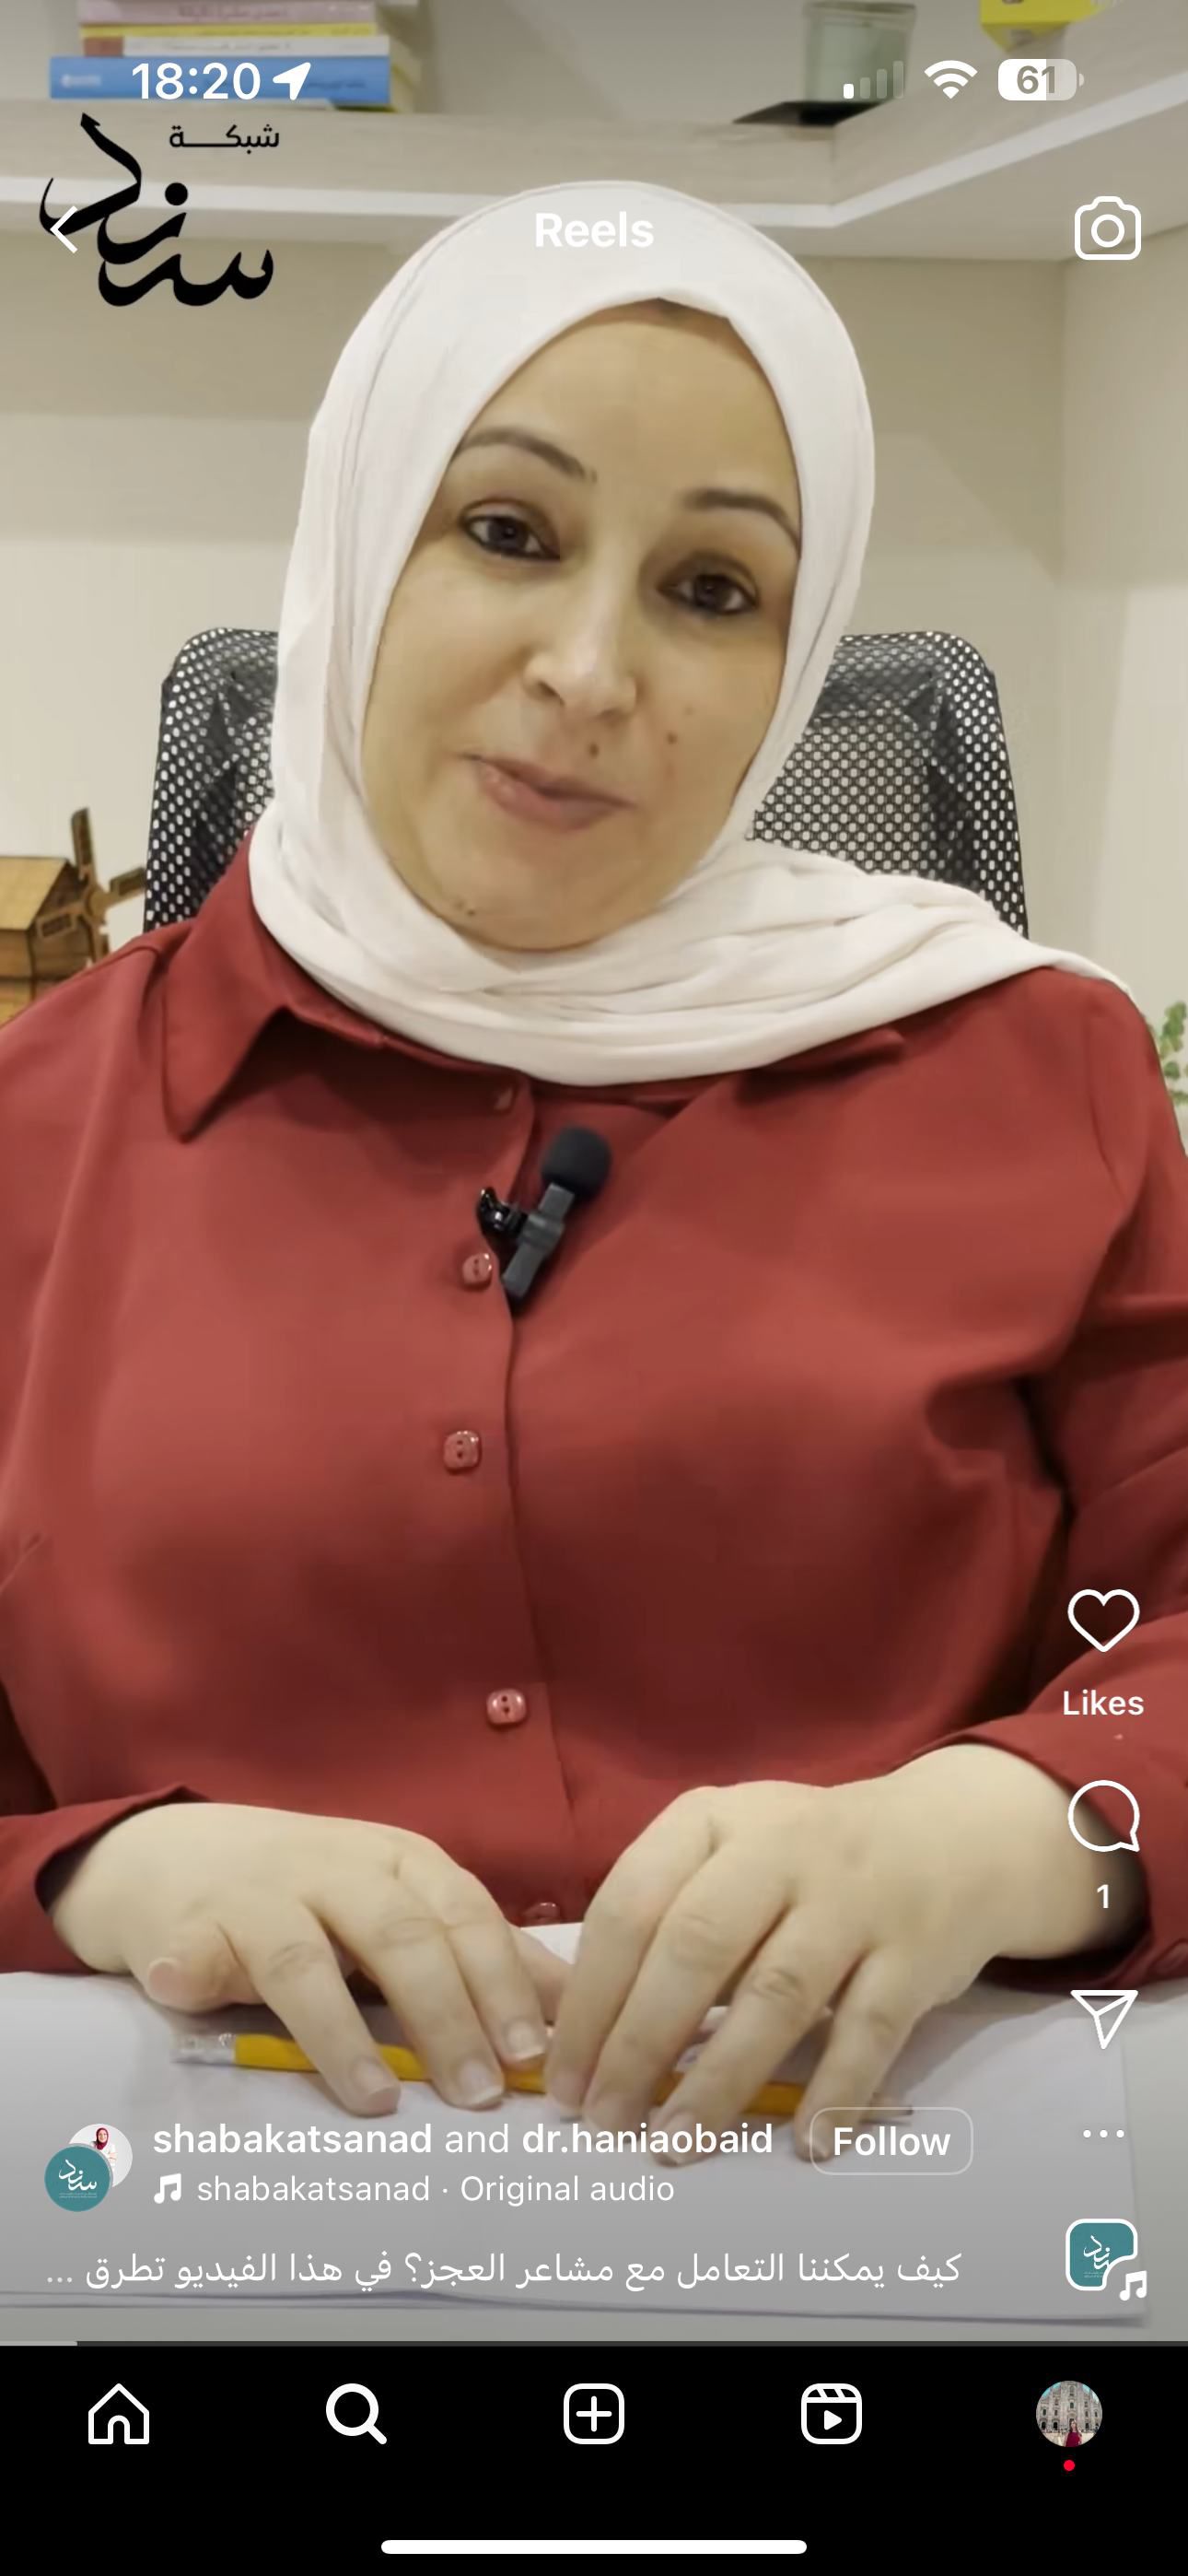 18:20
61
شبكة
سند
Reels
Likes
1
shabakatsanad and dr.haniaobaid
Follow
shabakatsanad · Original audio
كيف يمكننا التعامل مع مشاعر العجز؟ في هذا الفيديو تطرق ...